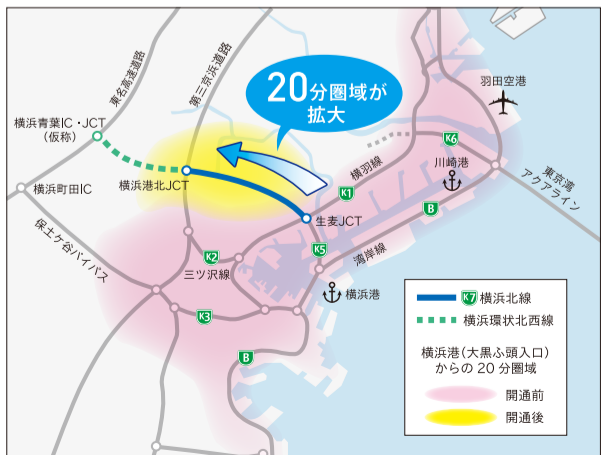 20分圏域が
拡大
東名高速道路
第三京浜道路
羽田空港
横浜青葉IC・JCT
(仮称)
横浜町田IC
横浜港北JCT
横羽線
K6
川崎港
東京湾
アクアライン
K1
B
生麦JCT
保土ケ谷バイパス
K2
三ツ沢線
K5
湾岸線
横浜港
K3
B
K7 横浜北線
横浜環状北西線
横浜港(大黒ふ頭入口)
からの20分圏域
開通前
開通後